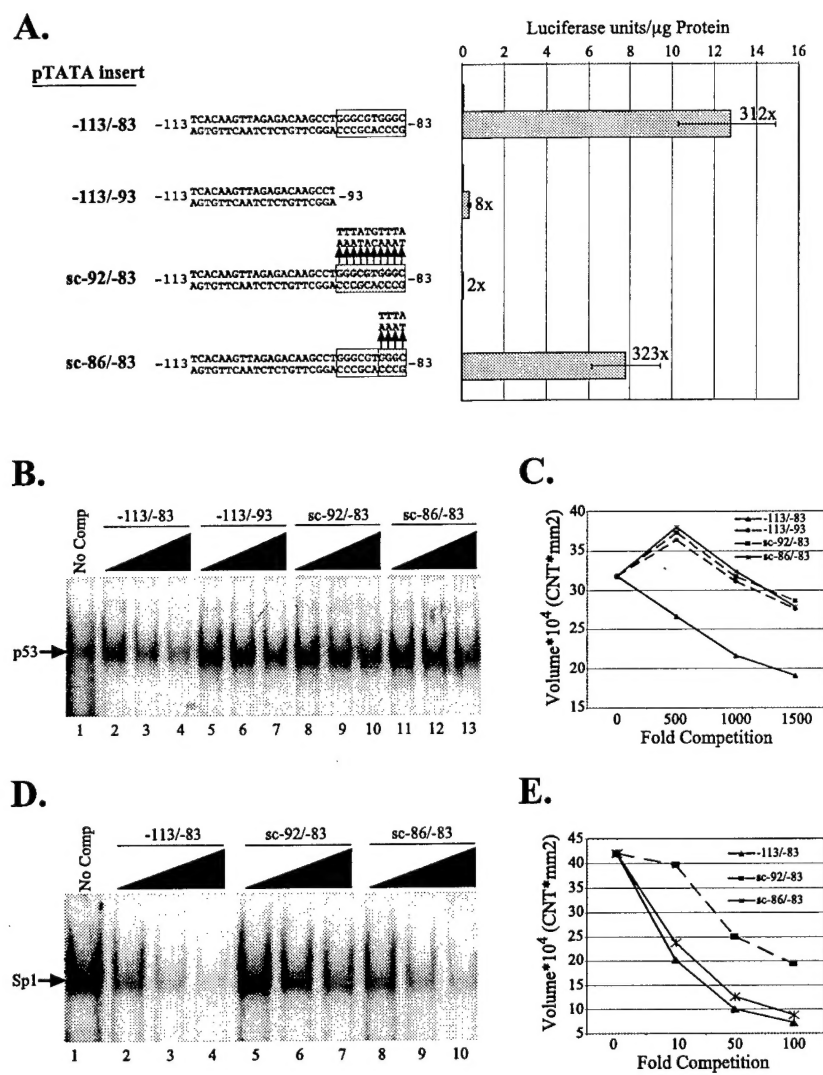 A.
Luciferase units/µg Protein
0 2 4 6 8 10 12 14 16
pTATA insert
-113/-83
-113 TCACAAGTTAGAGACAAGCCTGGGCGTGGGC -83
AGTGTTCAATCTCTGTTCGGACCCGCACCCG
312x
-113/-93
-113 TCACAAGTTAGAGACAAGCCT -93
AGTGTTCAATCTCTGTTCGGA
8x
TTTATGTTTA
AAATACAAAT
sc-92/-83
-113 TCACAAGTTAGAGACAAGCCTGGGCGTGGGC -83
AGTGTTCAATCTCTGTTCGGACCCGCACCCG
2x
TTTA
AAAT
sc-86/-83
-113 TCACAAGTTAGAGACAAGCCTGGGCGTGGGC -83
AGTGTTCAATCTCTGTTCGGACCCGCACCCG
323x
B.
No Comp
-113/-83 -113/-93 sc-92/-83 sc-86/-83
p53
1 2 3 4 5 6 7 8 9 10 11 12 13
C.
Volume*10^4 (CNT*mm2)
40
35
30
25
20
15
-113/-83
-113/-93
sc-92/-83
sc-86/-83
0 500 1000 1500
Fold Competition
D.
No Comp
-113/-83 sc-92/-83 sc-86/-83
Sp1
1 2 3 4 5 6 7 8 9 10
E.
Volume*10^4 (CNT*mm2)
45
40
35
30
25
20
15
10
5
-113/-83
sc-92/-83
sc-86/-83
0 10 50 100
Fold Competition